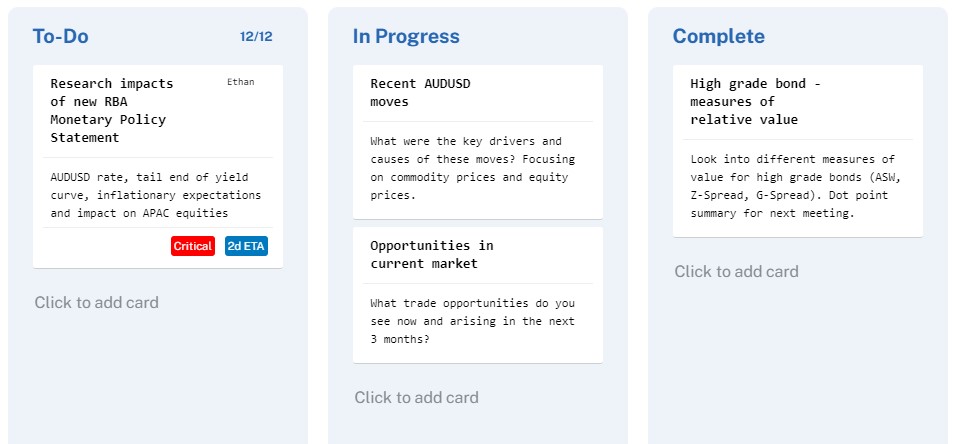 To-Do 12/12
Research impacts Ethan
of new RBA
Monetary Policy
Statement
AUDUSD rate, tail end of yield
curve, inflationary expectations
and impact on APAC equities
Critical 2d ETA
Click to add card
In Progress
Recent AUDUSD
moves
What were the key drivers and
causes of these moves? Focusing
on commodity prices and equity
prices.
Opportunities in
current market
What trade opportunities do you
see now and arising in the next
3 months?
Click to add card
Complete
High grade bond -
measures of
relative value
Look into different measures of
value for high grade bonds (ASW,
Z-Spread, G-Spread). Dot point
summary for next meeting.
Click to add card